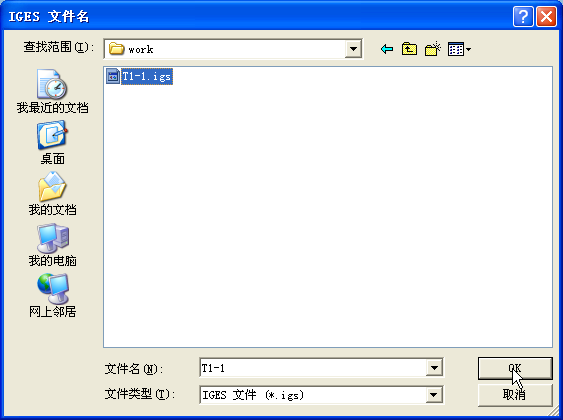 IGES 文件名
查找范围(I):
work
T1-1.igs
我最近的文档
桌面
我的文档
我的电脑
网上邻居
文件名(N):
T1-1
OK
文件类型(T):
IGES 文件 (*.igs)
取消